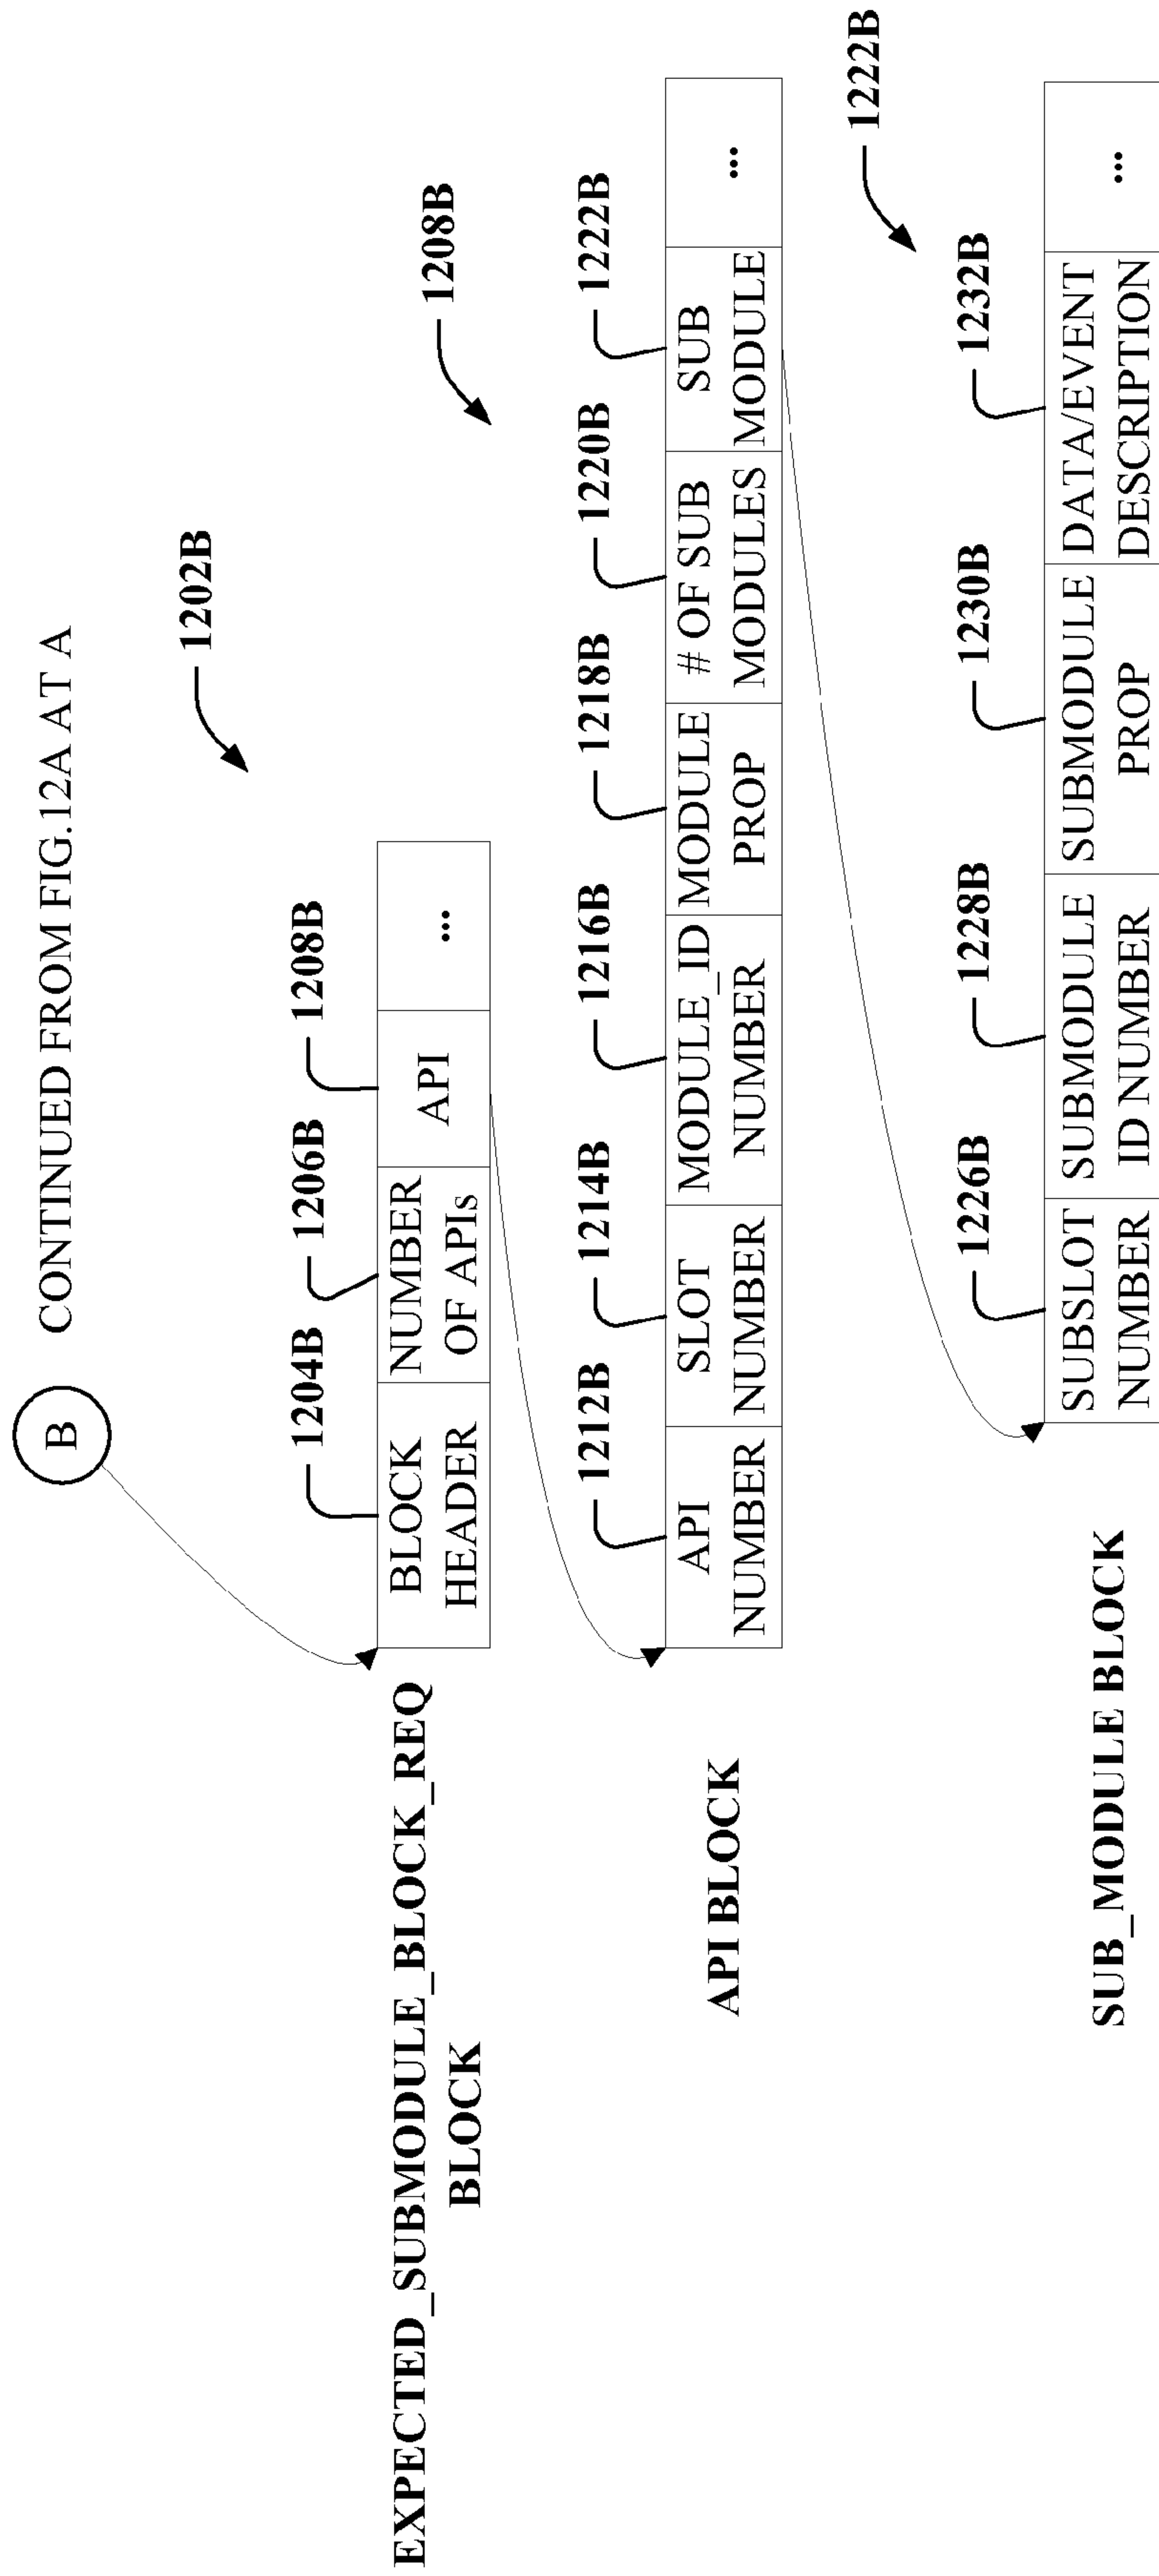 B CONTINUED FROM FIG.12A AT A
1202B
1204B 1206B 1208B
EXPECTED_SUBMODULE_BLOCK_REQ
BLOCK
BLOCK
HEADER
NUMBER
OF APIs
API
...
1208B
1212B 1214B 1216B 1218B 1220B 1222B
API BLOCK
API
NUMBER
SLOT
NUMBER
MODULE_ID
NUMBER
MODULE
PROP
# OF SUB
MODULES
SUB
MODULE
...
1222B
1226B 1228B 1230B 1232B
SUB_MODULE BLOCK
SUBSLOT
NUMBER
SUBMODULE
ID NUMBER
SUBMODULE
PROP
DATA/EVENT
DESCRIPTION
...